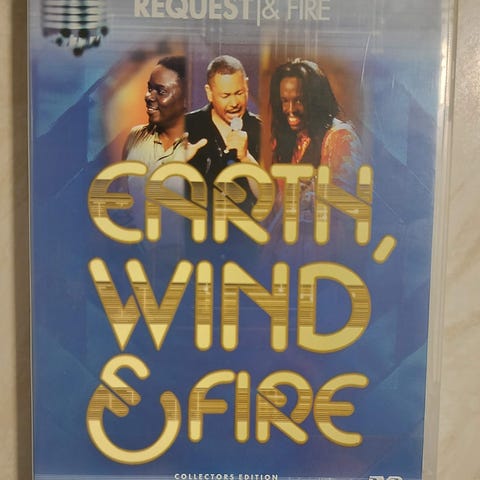 REQUEST & FIRE
EARTH,
WIND
& FIRE
COLLECTORS EDITION